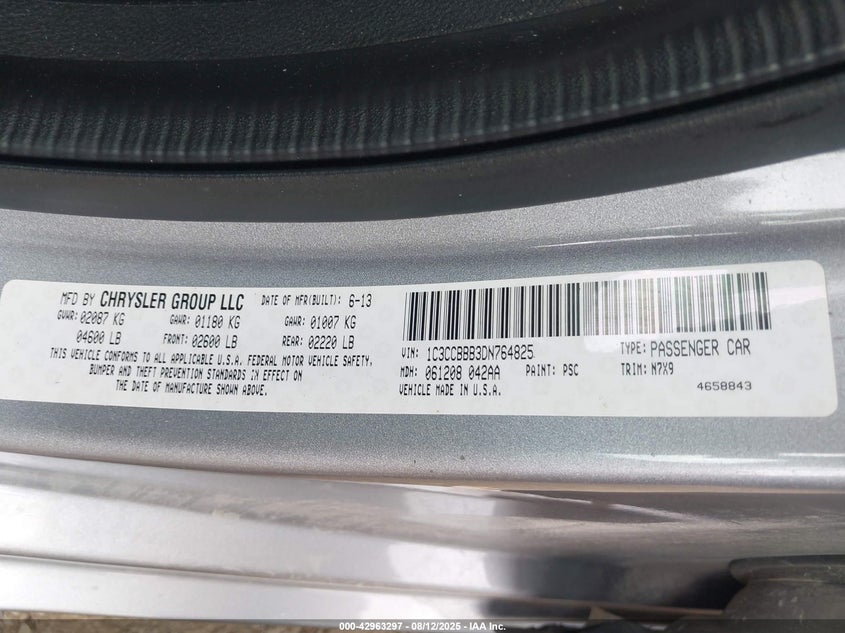 MFD BY CHRYSLER GROUP LLC DATE OF MFR(BUILT): 6-13
GVWR: 02087 KG GAWR: 01180 KG GAWR: 01007 KG
04600 LB FRONT: 02600 LB REAR: 02220 LB
THIS VEHICLE CONFORMS TO ALL APPLICABLE U.S.A. FEDERAL MOTOR VEHICLE SAFETY,
BUMPER AND THEFT PREVENTION STANDARDS IN EFFECT ON
THE DATE OF MANUFACTURE SHOWN ABOVE.
VIN: 1C3CCBBB3DN764825 TYPE: PASSENGER CAR
MDH: 061208 042AA PAINT: PSC TRIM: N7X9
VEHICLE MADE IN U.S.A. 4658843
000-42963297 - 08/12/2025 - IAA, Inc.